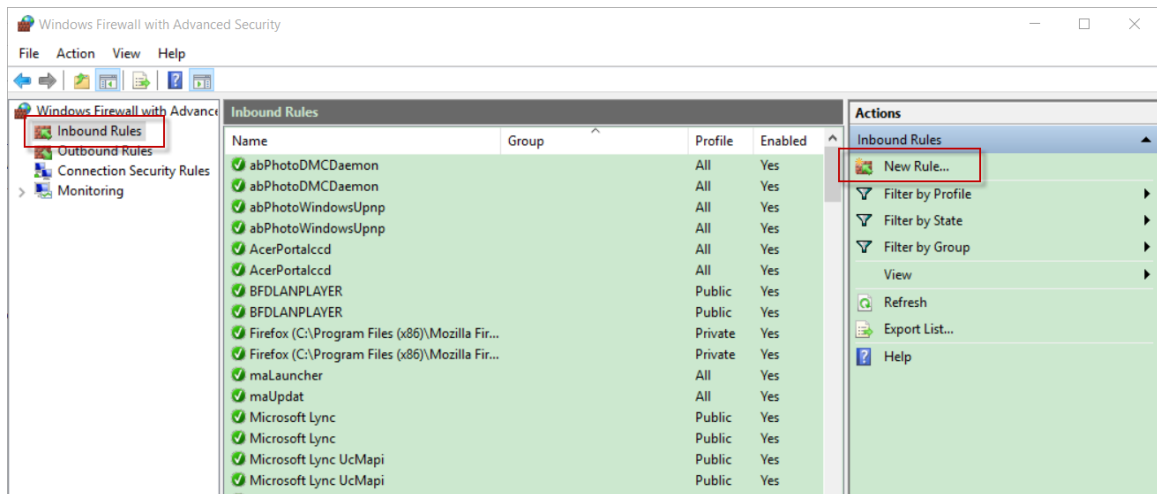 Windows Firewall with Advanced Security
File Action View Help
Windows Firewall with Advance
Inbound Rules
Outbound Rules
Connection Security Rules
Monitoring
Inbound Rules
Name Group Profile Enabled
abPhotoDMCDaemon All Yes
abPhotoDMCDaemon All Yes
abPhotoWindowsUpnp All Yes
abPhotoWindowsUpnp All Yes
AcerPortalccd All Yes
AcerPortalccd All Yes
BFDLANPLAYER Public Yes
BFDLANPLAYER Public Yes
Firefox (C:\Program Files (x86)\Mozilla Fir... Private Yes
Firefox (C:\Program Files (x86)\Mozilla Fir... Private Yes
maLauncher All Yes
maUpdat All Yes
Microsoft Lync Public Yes
Microsoft Lync Public Yes
Microsoft Lync UcMapi Public Yes
Microsoft Lync UcMapi Public Yes
Actions
Inbound Rules
New Rule...
Filter by Profile
Filter by State
Filter by Group
View
Refresh
Export List...
Help